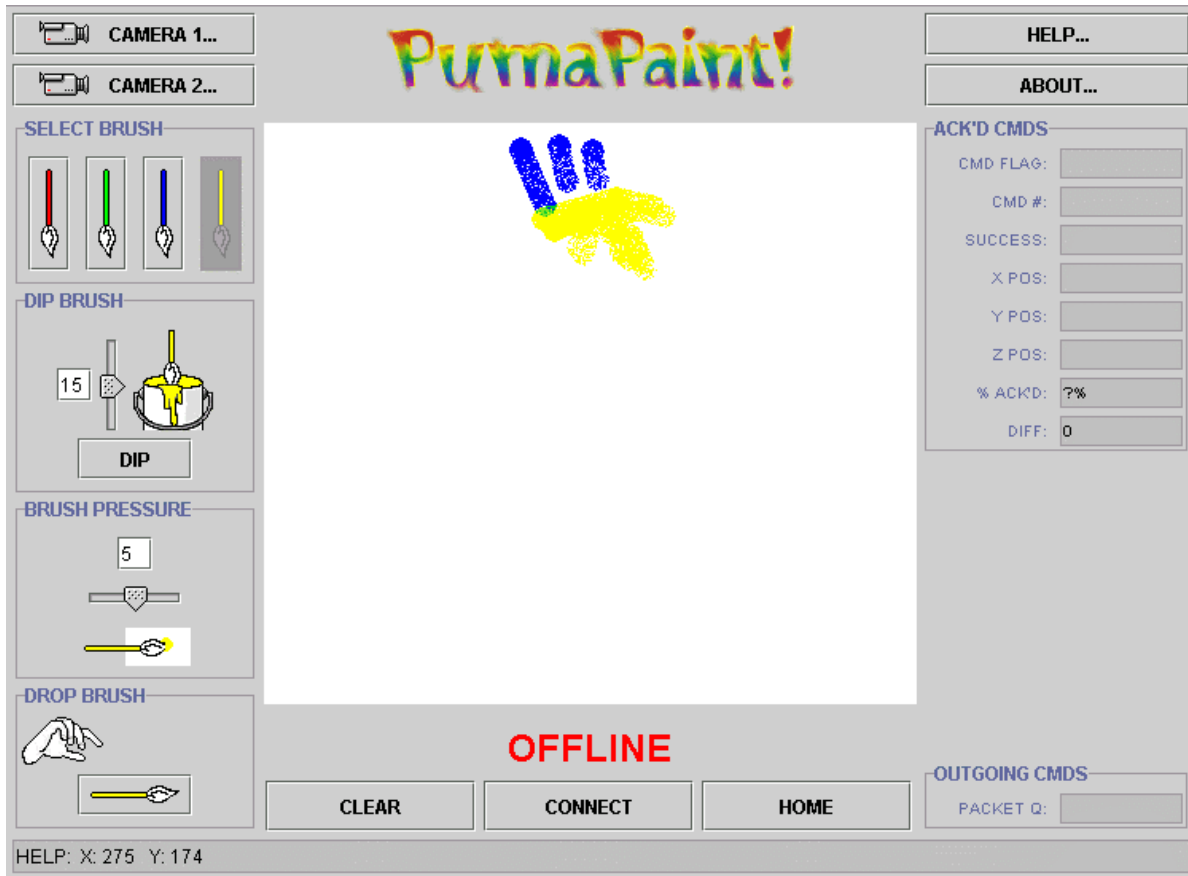 CAMERA 1...
CAMERA 2...
PumaPaint!
HELP...
ABOUT...
SELECT BRUSH
DIP BRUSH
15
DIP
BRUSH PRESSURE
5
DROP BRUSH
OFFLINE
CLEAR
CONNECT
HOME
ACK'D CMDS
CMD FLAG:
CMD #:
SUCCESS:
X POS:
Y POS:
Z POS:
% ACK'D: ?%
DIFF: 0
OUTGOING CMDS
PACKET Q:
HELP: X: 275 Y: 174